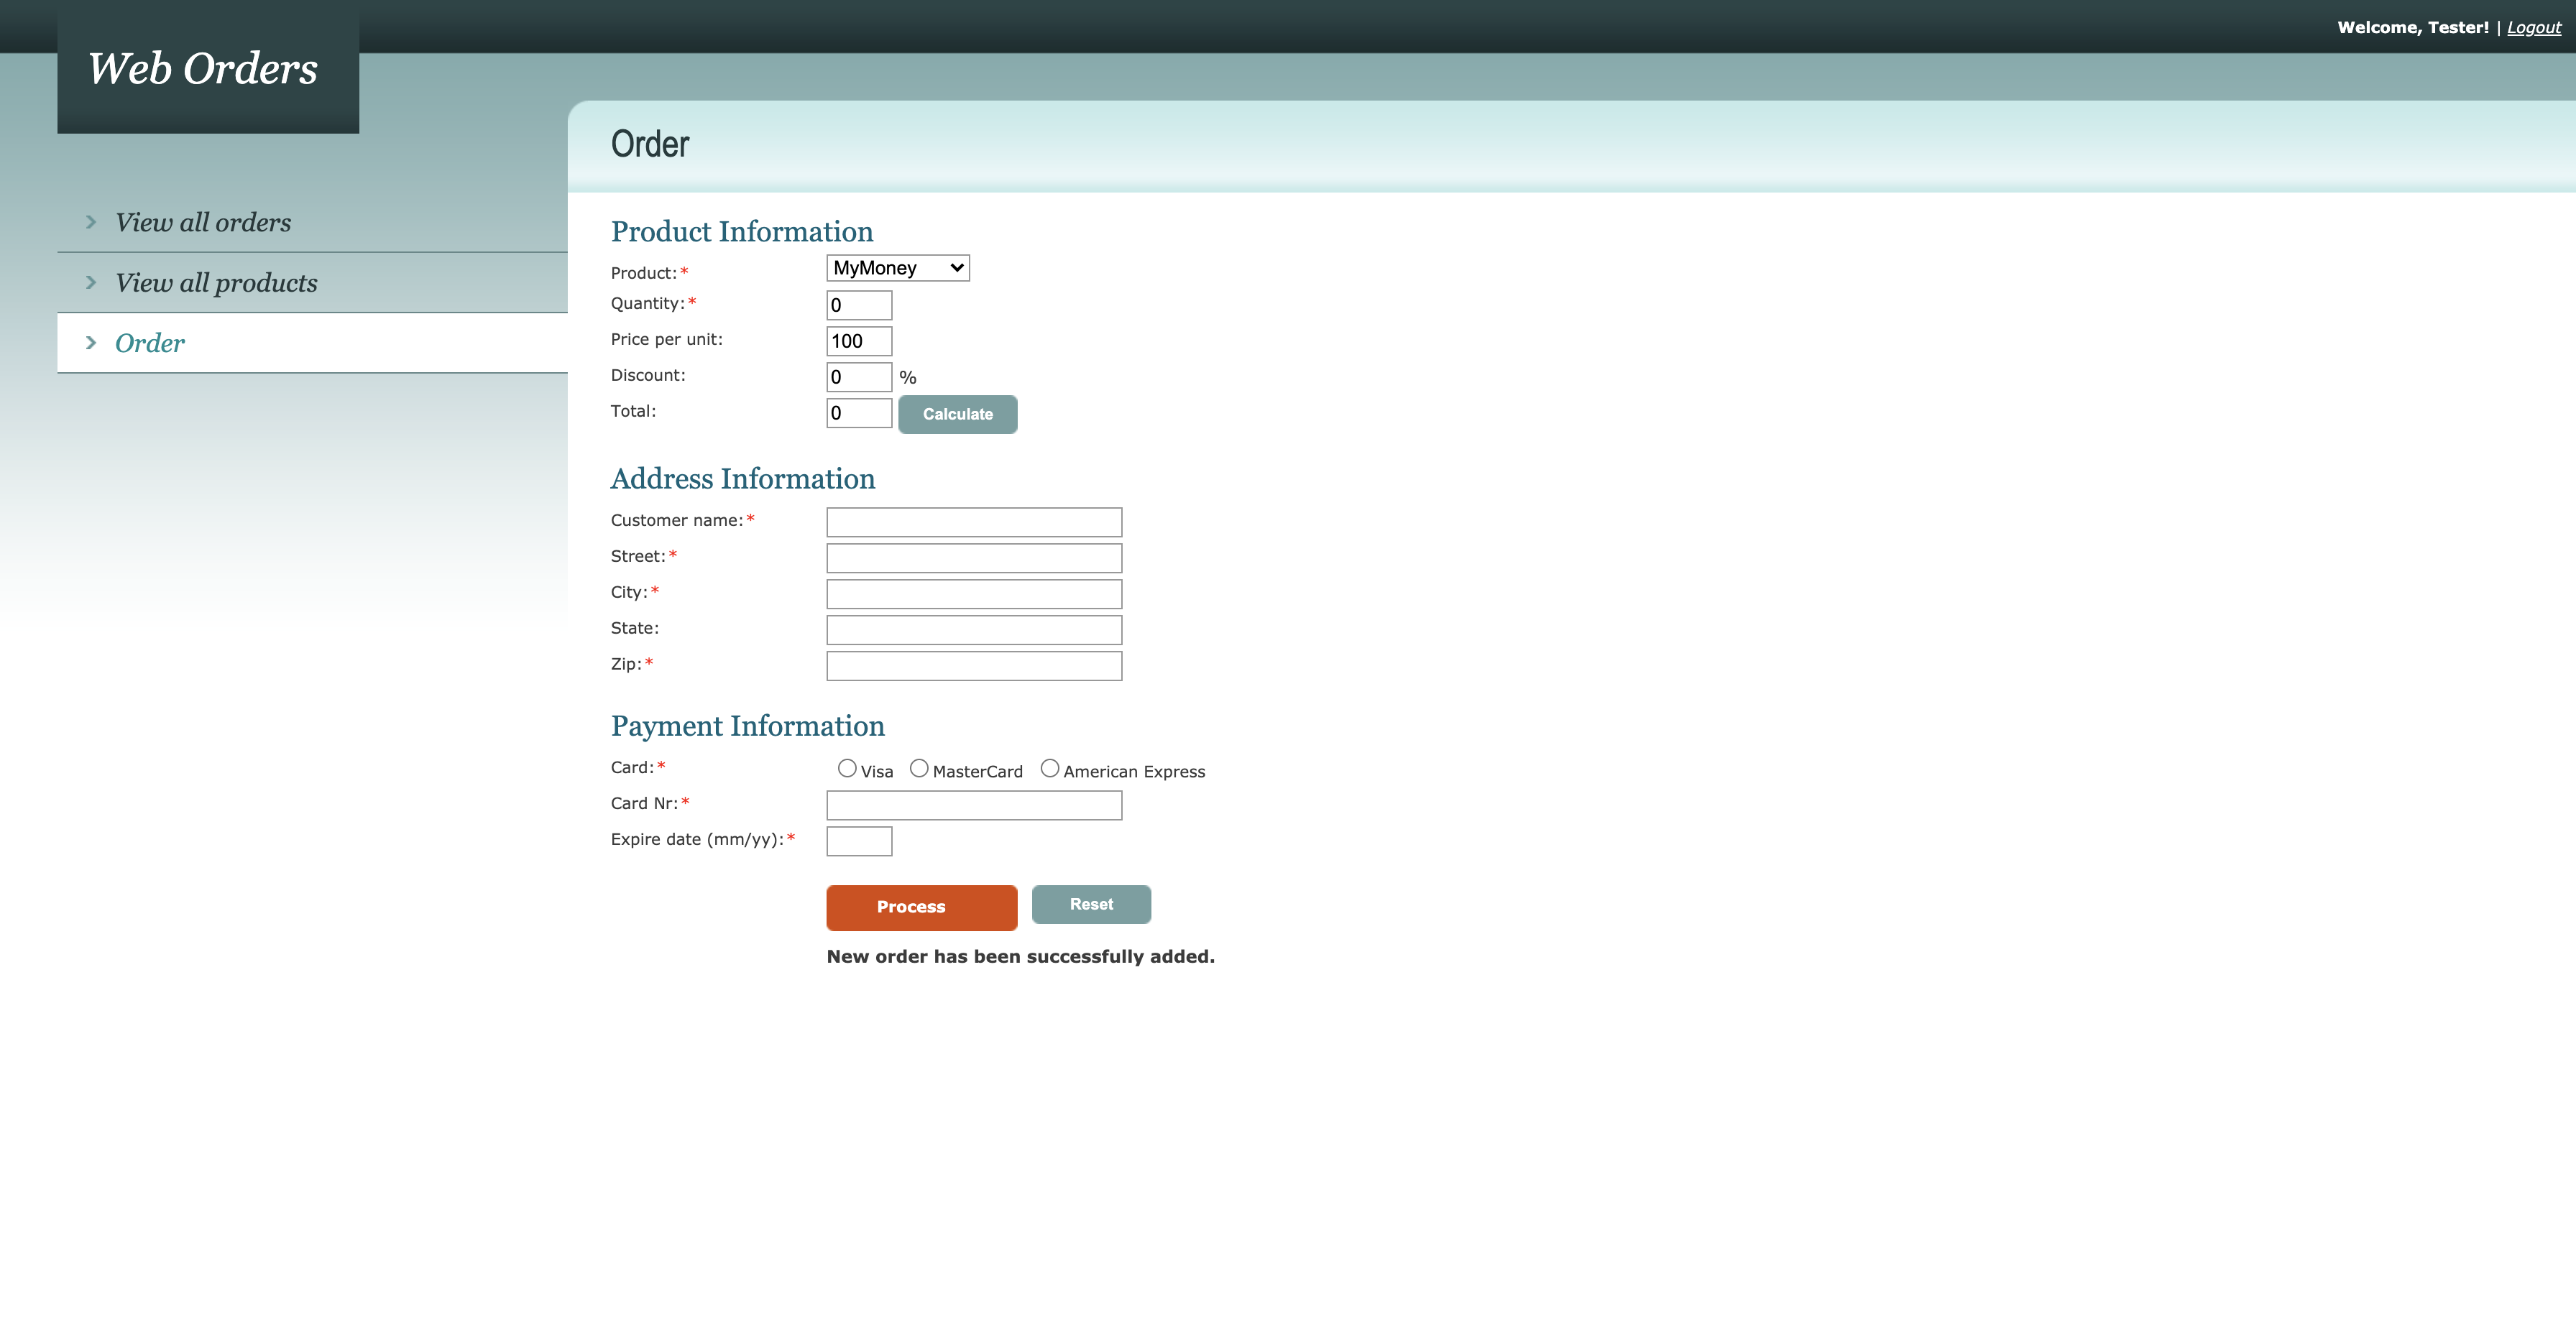 Welcome, Tester! | Logout
Web Orders
View all orders
View all products
Order
Order
Product Information
Product:* MyMoney
Quantity:* 0
Price per unit: 100
Discount: 0 %
Total: 0 Calculate
Address Information
Customer name:*
Street:*
City:*
State:
Zip:*
Payment Information
Card:* Visa MasterCard American Express
Card Nr:*
Expire date (mm/yy):*
Process Reset
New order has been successfully added.